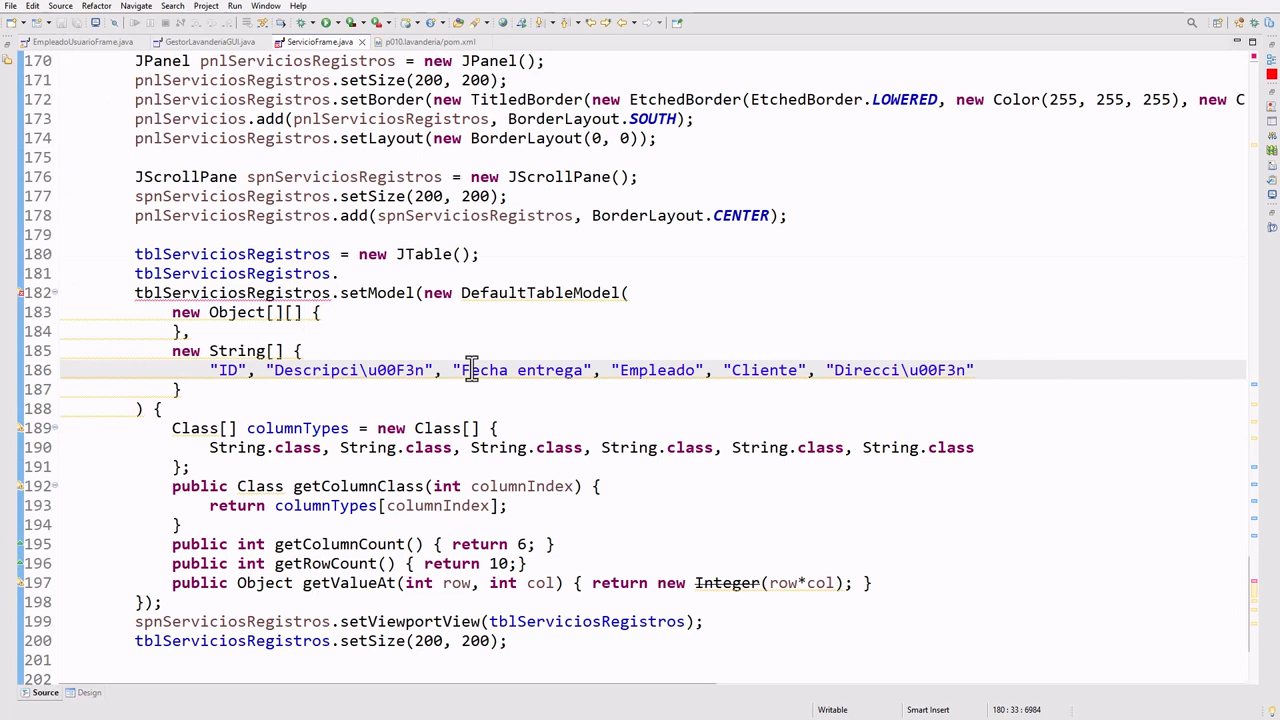 File Edit Source Refactor Navigate Search Project Run Window Help
EmpleadoUsuarioFrame.java GestorLavanderiaGUI.java ServicioFrame.java p010.lavanderia/pom.xml
170 JPanel pnlServiciosRegistros = new JPanel();
171 pnlServiciosRegistros.setSize(200, 200);
172 pnlServiciosRegistros.setBorder(new TitledBorder(new EtchedBorder(EtchedBorder.LOWERED, new Color(255, 255, 255), new C
173 pnlServicios.add(pnlServiciosRegistros, BorderLayout.SOUTH);
174 pnlServiciosRegistros.setLayout(new BorderLayout(0, 0));
175
176 JScrollPane spnServiciosRegistros = new JScrollPane();
177 spnServiciosRegistros.setSize(200, 200);
178 pnlServiciosRegistros.add(spnServiciosRegistros, BorderLayout.CENTER);
179
180 tblServiciosRegistros = new JTable();
181 tblServiciosRegistros.
182 tblServiciosRegistros.setModel(new DefaultTableModel(
183 new Object[][] {
184 },
185 new String[] {
186 "ID", "Descripci\u00F3n", "Fecha entrega", "Empleado", "Cliente", "Direcci\u00F3n"
187 }
188 ) {
189 Class[] columnTypes = new Class[] {
190 String.class, String.class, String.class, String.class, String.class, String.class
191 };
192 public Class getColumnClass(int columnIndex) {
193 return columnTypes[columnIndex];
194 }
195 public int getColumnCount() { return 6; }
196 public int getRowCount() { return 10;}
197 public Object getValueAt(int row, int col) { return new Integer(row*col); }
198 });
199 spnServiciosRegistros.setViewportView(tblServiciosRegistros);
200 tblServiciosRegistros.setSize(200, 200);
201
202
Source Design
Writable Smart Insert 180 : 33 : 6984